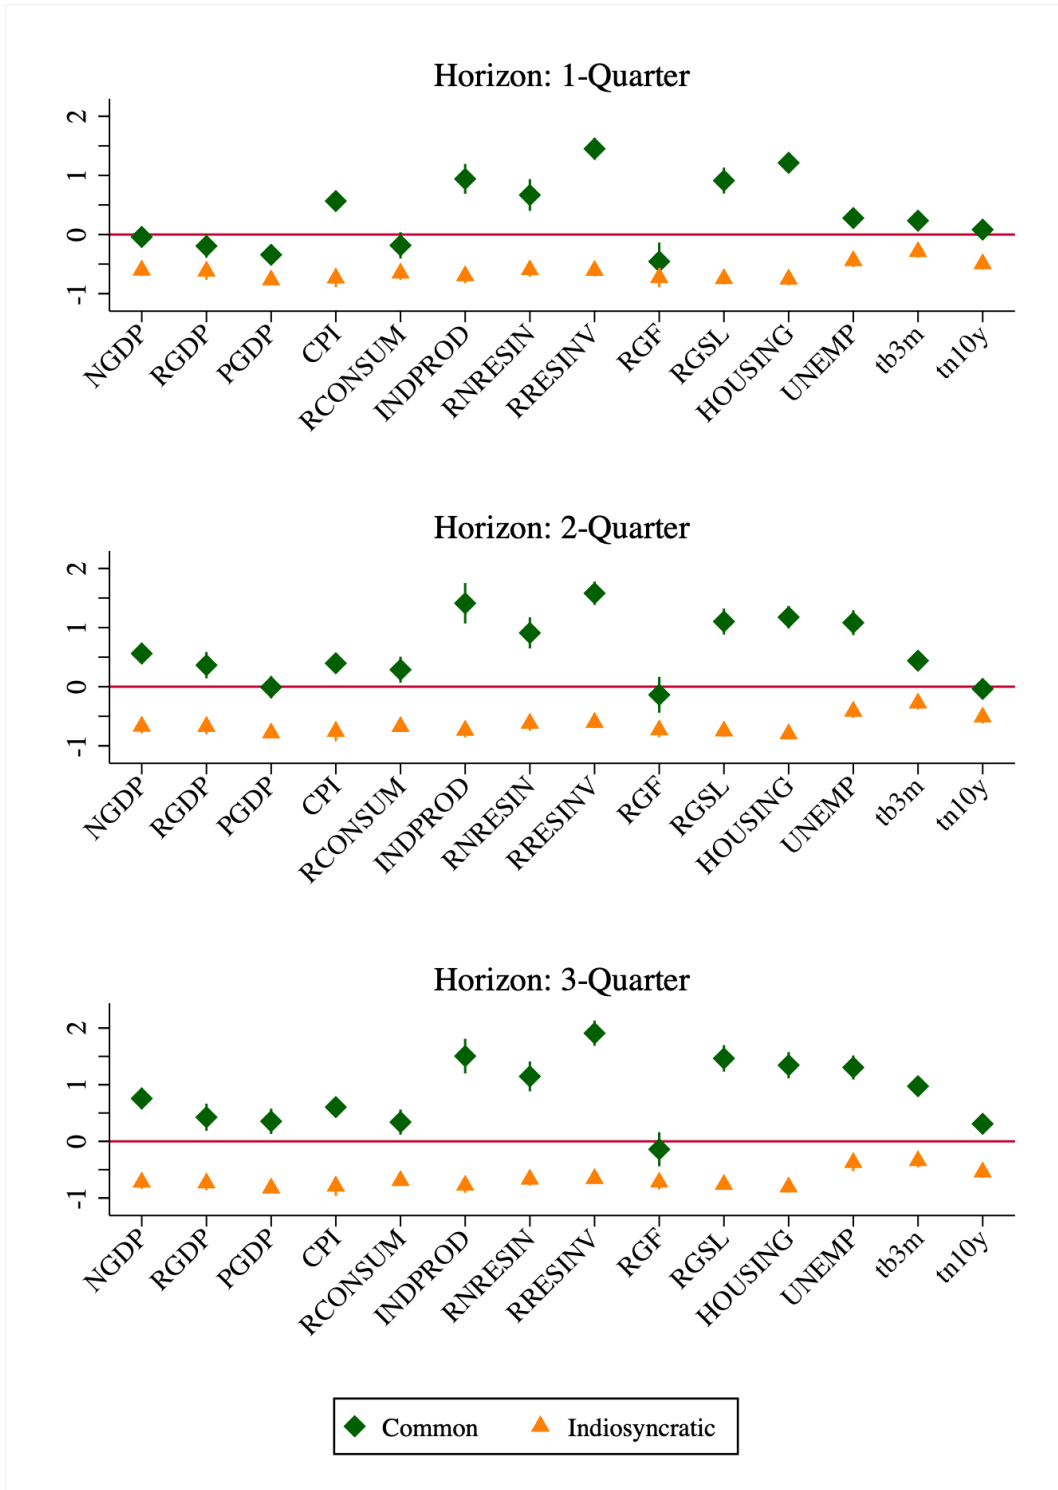 Horizon: 1-Quarter
2
1
0
-1
NGDP
RGDP
PGDP
CPI
RCONSUM
INDPROD
RNRESIN
RRESINV
RGF
RGSL
HOUSING
UNEMP
tb3m
tn10y
Horizon: 2-Quarter
2
1
0
-1
NGDP
RGDP
PGDP
CPI
RCONSUM
INDPROD
RNRESIN
RRESINV
RGF
RGSL
HOUSING
UNEMP
tb3m
tn10y
Horizon: 3-Quarter
2
1
0
-1
NGDP
RGDP
PGDP
CPI
RCONSUM
INDPROD
RNRESIN
RRESINV
RGF
RGSL
HOUSING
UNEMP
tb3m
tn10y
Common Indiosyncratic